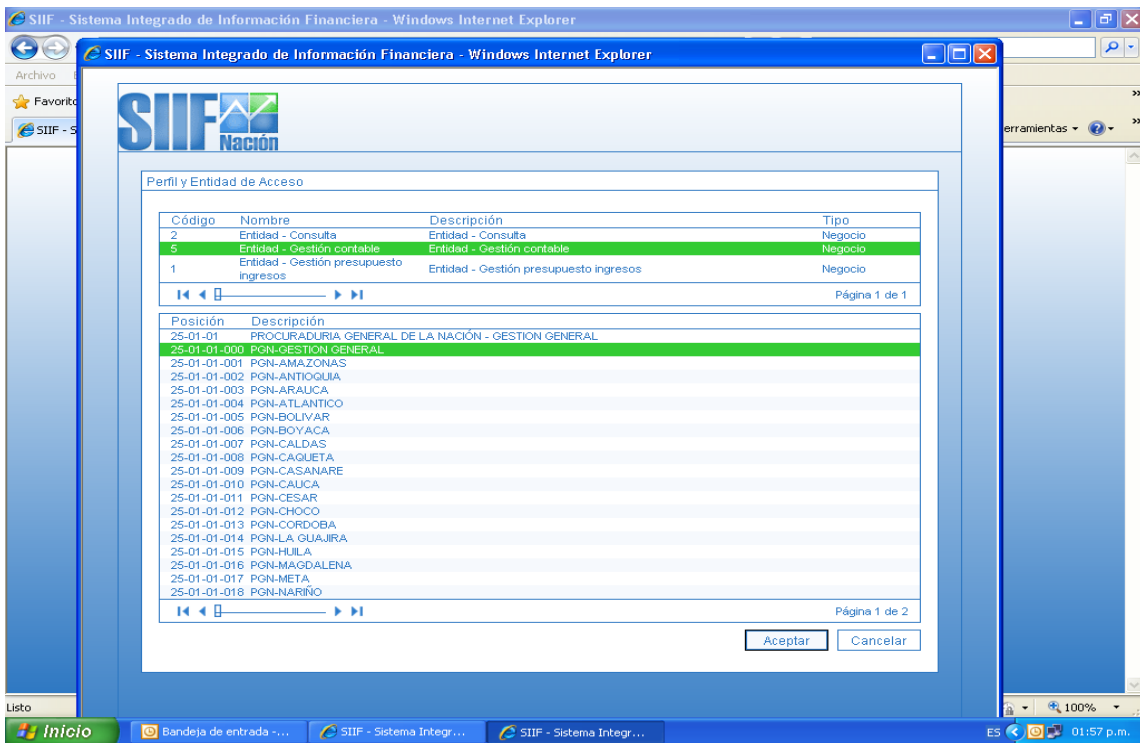 SIIF - Sistema Integrado de Información Financiera - Windows Internet Explorer
SIIF - Sistema Integrado de Información Financiera - Windows Internet Explorer
Archivo
Favorito
SIIF - S
erramientas
SIIF
Nación
Perfil y Entidad de Acceso
Código Nombre Descripción Tipo
2 Entidad - Consulta Entidad - Consulta Negocio
5 Entidad - Gestión contable Entidad - Gestión contable Negocio
1 Entidad - Gestión presupuesto ingresos Entidad - Gestión presupuesto ingresos Negocio
Página 1 de 1
Posición Descripción
25-01-01 PROCURADURIA GENERAL DE LA NACIÓN - GESTION GENERAL
25-01-01-000 PGN-GESTION GENERAL
25-01-01-001 PGN-AMAZONAS
25-01-01-002 PGN-ANTIOQUIA
25-01-01-003 PGN-ARAUCA
25-01-01-004 PGN-ATLANTICO
25-01-01-005 PGN-BOLIVAR
25-01-01-006 PGN-BOYACA
25-01-01-007 PGN-CALDAS
25-01-01-008 PGN-CAQUETA
25-01-01-009 PGN-CASANARE
25-01-01-010 PGN-CAUCA
25-01-01-011 PGN-CESAR
25-01-01-012 PGN-CHOCO
25-01-01-013 PGN-CORDOBA
25-01-01-014 PGN-LA GUAJIRA
25-01-01-015 PGN-HUILA
25-01-01-016 PGN-MAGDALENA
25-01-01-017 PGN-META
25-01-01-018 PGN-NARIÑO
Página 1 de 2
Aceptar Cancelar
Listo 100%
Inicio Bandeja de entrada -... SIIF - Sistema Integr... SIIF - Sistema Integr... ES 01:57 p.m.